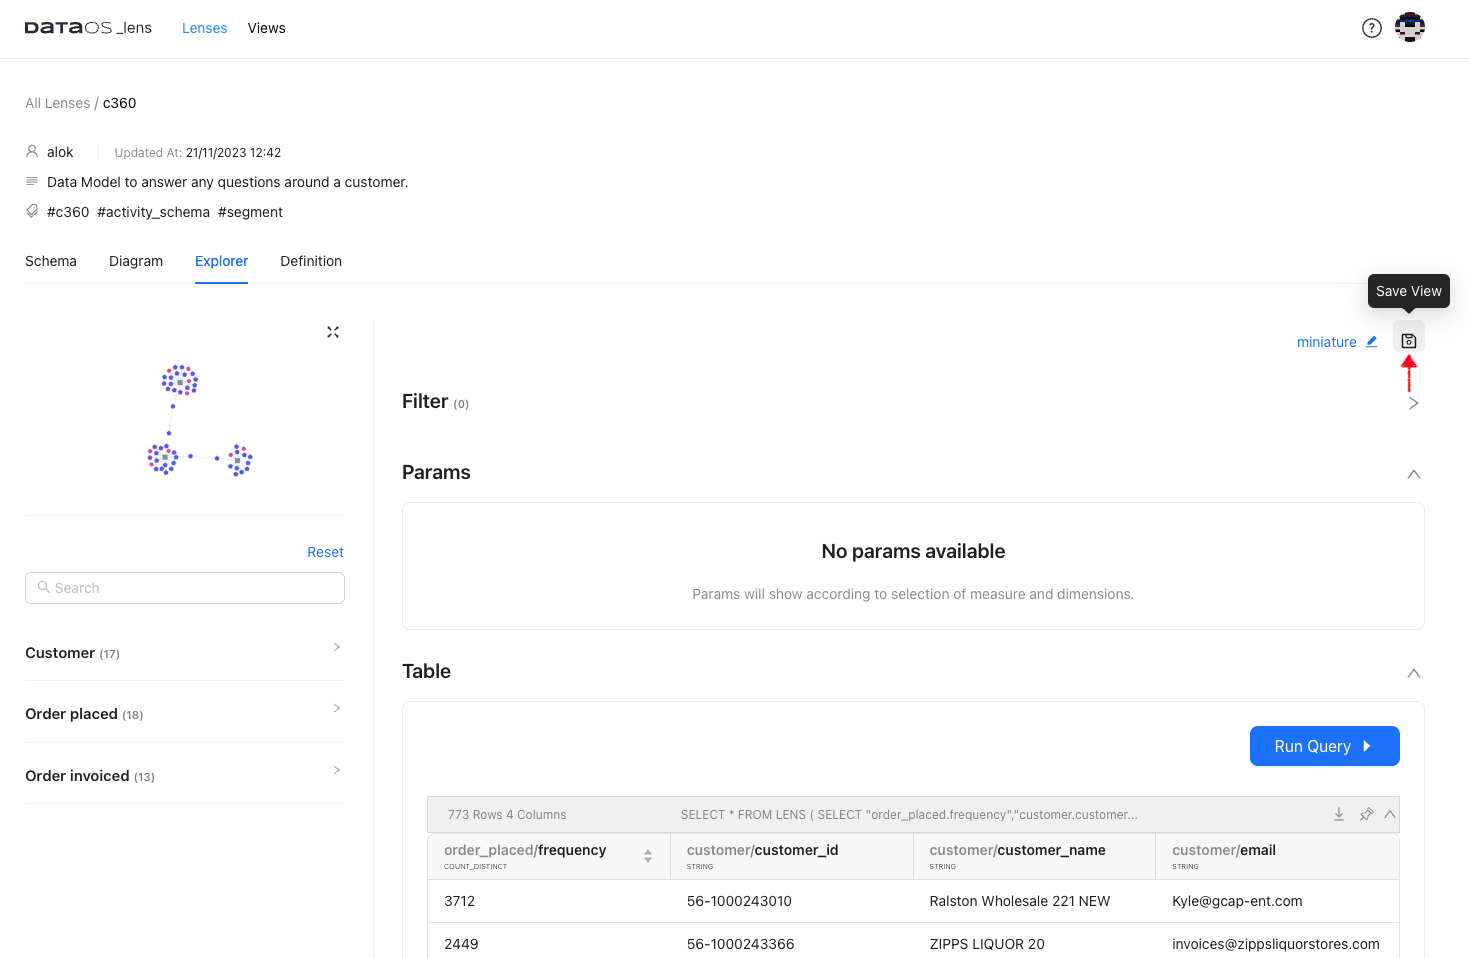 DATAOS _lens
Lenses Views
?
All Lenses / c360
alok Updated At: 21/11/2023 12:42
Data Model to answer any questions around a customer.
#c360 #activity_schema #segment
Schema Diagram Explorer Definition
Save View
miniature
Filter (0)
Params
No params available
Params will show according to selection of measure and dimensions.
Reset
Search
Customer (17)
Order placed (18)
Order invoiced (13)
Table
Run Query
773 Rows 4 Columns SELECT * FROM LENS ( SELECT "order_placed.frequency","customer.customer...
order_placed/frequency customer/customer_id customer/customer_name customer/email
COUNT_DISTINCT STRING STRING STRING
3712 56-1000243010 Ralston Wholesale 221 NEW Kyle@gcap-ent.com
2449 56-1000243366 ZIPPS LIQUOR 20 invoices@zippsliquorstores.com